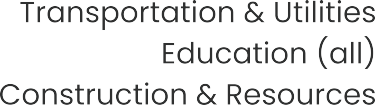 Transportation & Utilities
Education (all)
Construction & Resources